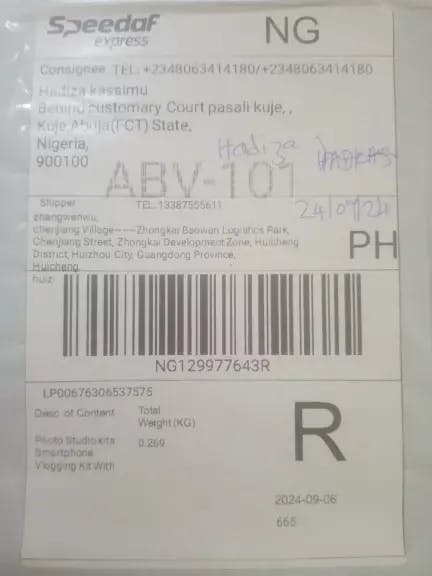 Speedaf
express
NG
Consignee TEL: +2348063414180/+2348063414180
Hadiza kassimu
Behind customary Court pasali kuje, ,
Kuje Abuja(FCT) State,
Nigeria,
900100
Hadiza
ABV-101
24/09/24
Shipper TEL:13387555611
zhangwenwu,
chenjiang Village-----Zhongkai Baowan Logistics Park,
Chenjiang Street, Zhongkai Development Zone, Huicheng
District, Huizhou City, Guangdong Province,
Huicheng
huiz
PH
NG129977643R
LP00676306537575
Desc of Content Total
Weight(KG)
Photo Studio kits 0.269
Smartphone
Vlogging Kit With
R
2024-09-06
665